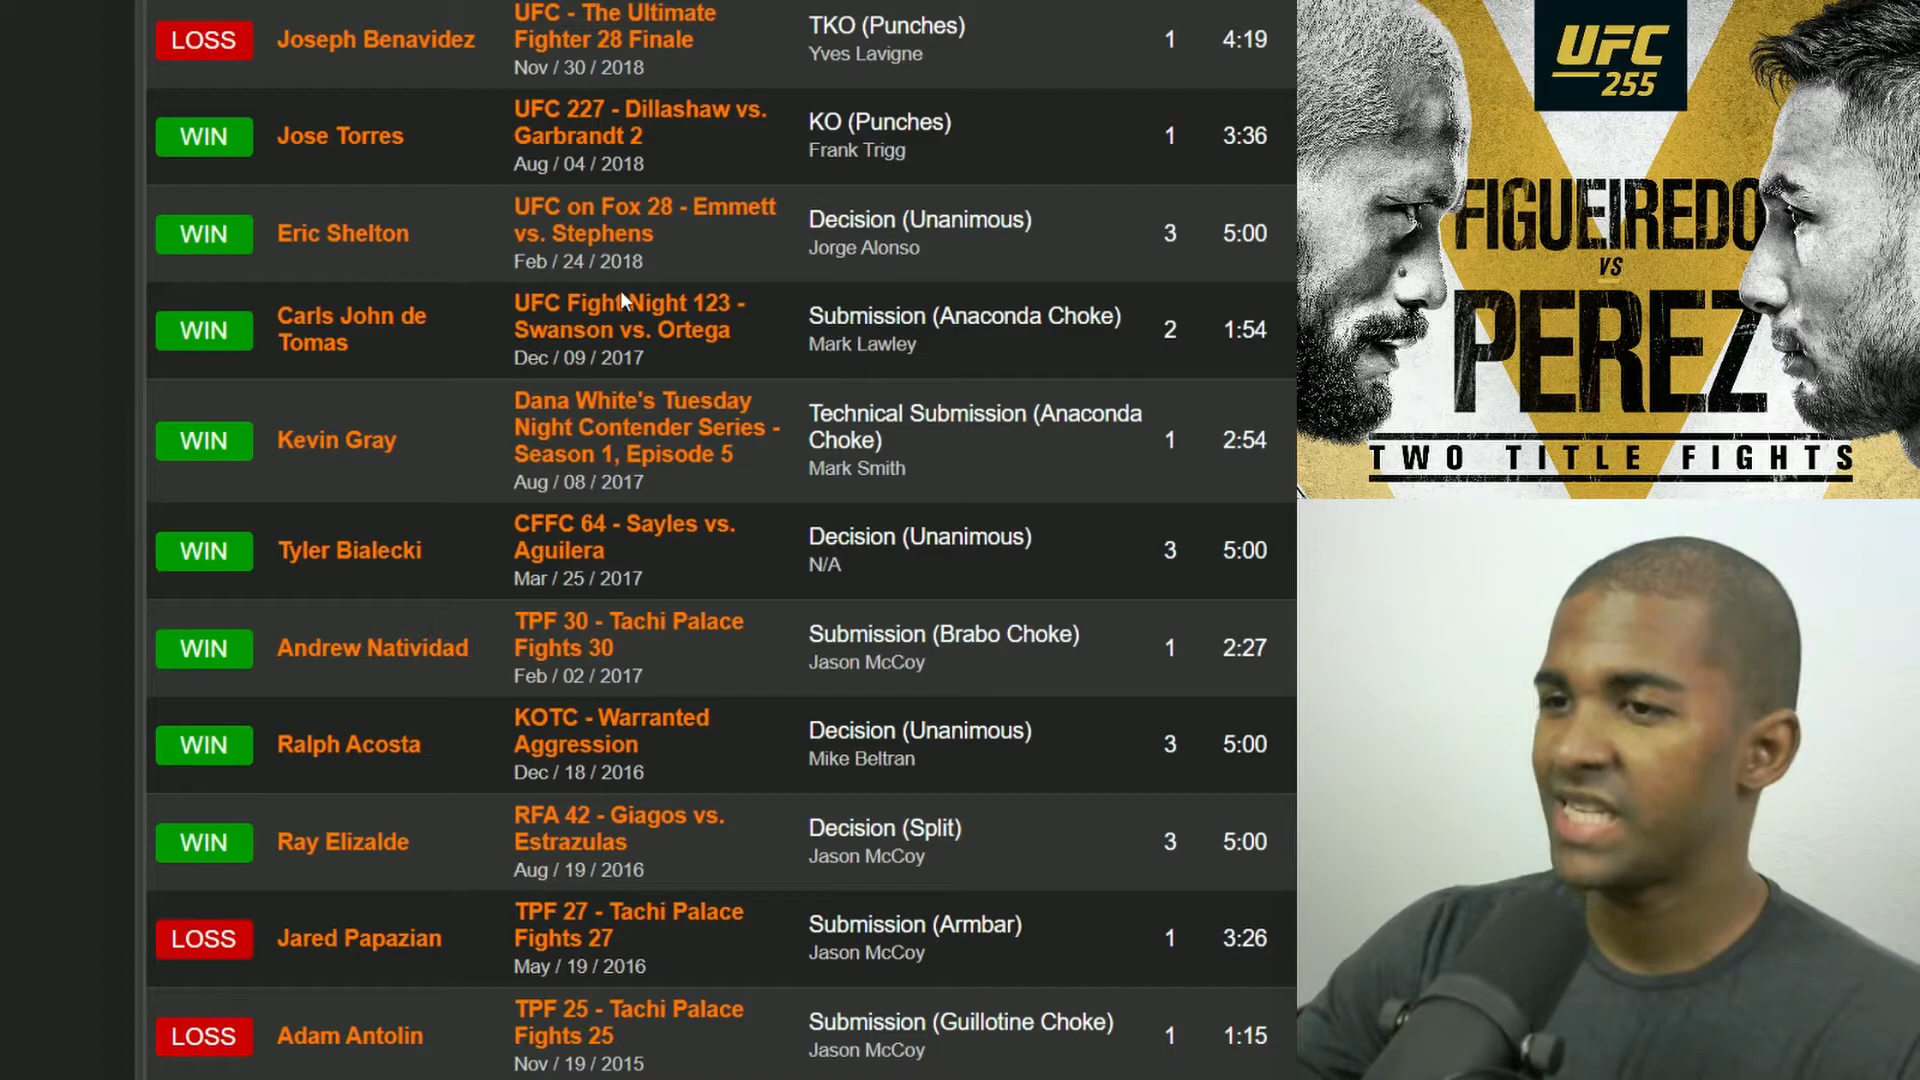 LOSS
Joseph Benavidez
UFC - The Ultimate
Fighter 28 Finale
Nov / 30 / 2018
TKO (Punches)
Yves Lavigne
1
4:19
WIN
Jose Torres
UFC 227 - Dillashaw vs.
Garbrandt 2
Aug / 04 / 2018
KO (Punches)
Frank Trigg
1
3:36
WIN
Eric Shelton
UFC on Fox 28 - Emmett
vs. Stephens
Feb / 24 / 2018
Decision (Unanimous)
Jorge Alonso
3
5:00
WIN
Carls John de
Tomas
UFC Fight Night 123 -
Swanson vs. Ortega
Dec / 09 / 2017
Submission (Anaconda Choke)
Mark Lawley
2
1:54
WIN
Kevin Gray
Dana White's Tuesday
Night Contender Series -
Season 1, Episode 5
Aug / 08 / 2017
Technical Submission (Anaconda
Choke)
Mark Smith
1
2:54
WIN
Tyler Bialecki
CFFC 64 - Sayles vs.
Aguilera
Mar / 25 / 2017
Decision (Unanimous)
N/A
3
5:00
WIN
Andrew Natividad
TPF 30 - Tachi Palace
Fights 30
Feb / 02 / 2017
Submission (Brabo Choke)
Jason McCoy
1
2:27
WIN
Ralph Acosta
KOTC - Warranted
Aggression
Dec / 18 / 2016
Decision (Unanimous)
Mike Beltran
3
5:00
WIN
Ray Elizalde
RFA 42 - Giagos vs.
Estrazulas
Aug / 19 / 2016
Decision (Split)
Jason McCoy
3
5:00
LOSS
Jared Papazian
TPF 27 - Tachi Palace
Fights 27
May / 19 / 2016
Submission (Armbar)
Jason McCoy
1
3:26
LOSS
Adam Antolin
TPF 25 - Tachi Palace
Fights 25
Nov / 19 / 2015
Submission (Guillotine Choke)
Jason McCoy
1
1:15
UFC
255
FIGUEIREDO
VS
PEREZ
TWO TITLE FIGHTS